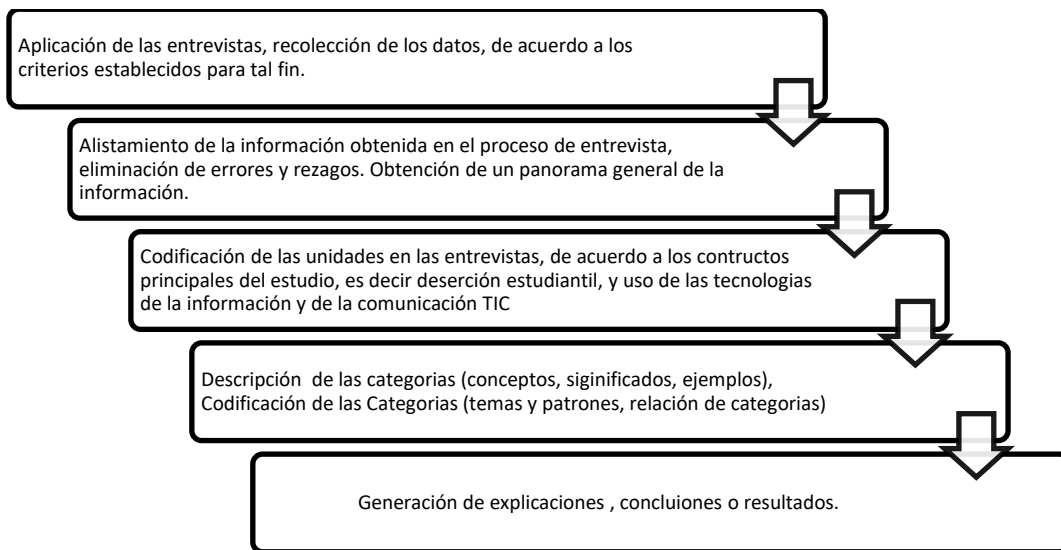 Aplicación de las entrevistas, recolección de los datos, de acuerdo a los
criterios establecidos para tal fin.
Alistamiento de la información obtenida en el proceso de entrevista,
eliminación de errores y rezagos. Obtención de un panorama general de la
información.
Codificación de las unidades en las entrevistas, de acuerdo a los contructos
principales del estudio, es decir deserción estudiantil, y uso de las tecnologias
de la información y de la comunicación TIC
Descripción  de las categorias (conceptos, siginificados, ejemplos),
Codificación de las Categorias (temas y patrones, relación de categorias)
Generación de explicaciones , concluiones o resultados.